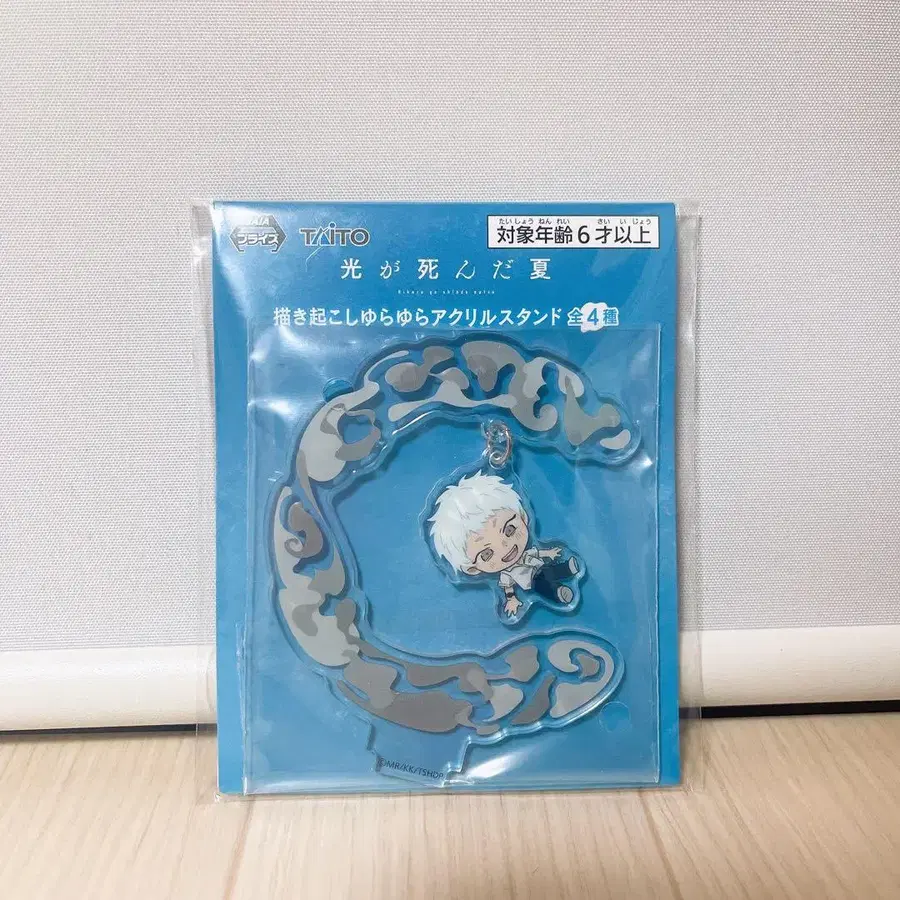 プライズ
TAITO
たいしょう ねん れい さい い じょう
対象年齢6才以上
光が死んだ夏
Hikaru ga shinda natsu
描き起こしゆらゆらアクリルスタンド 全4種